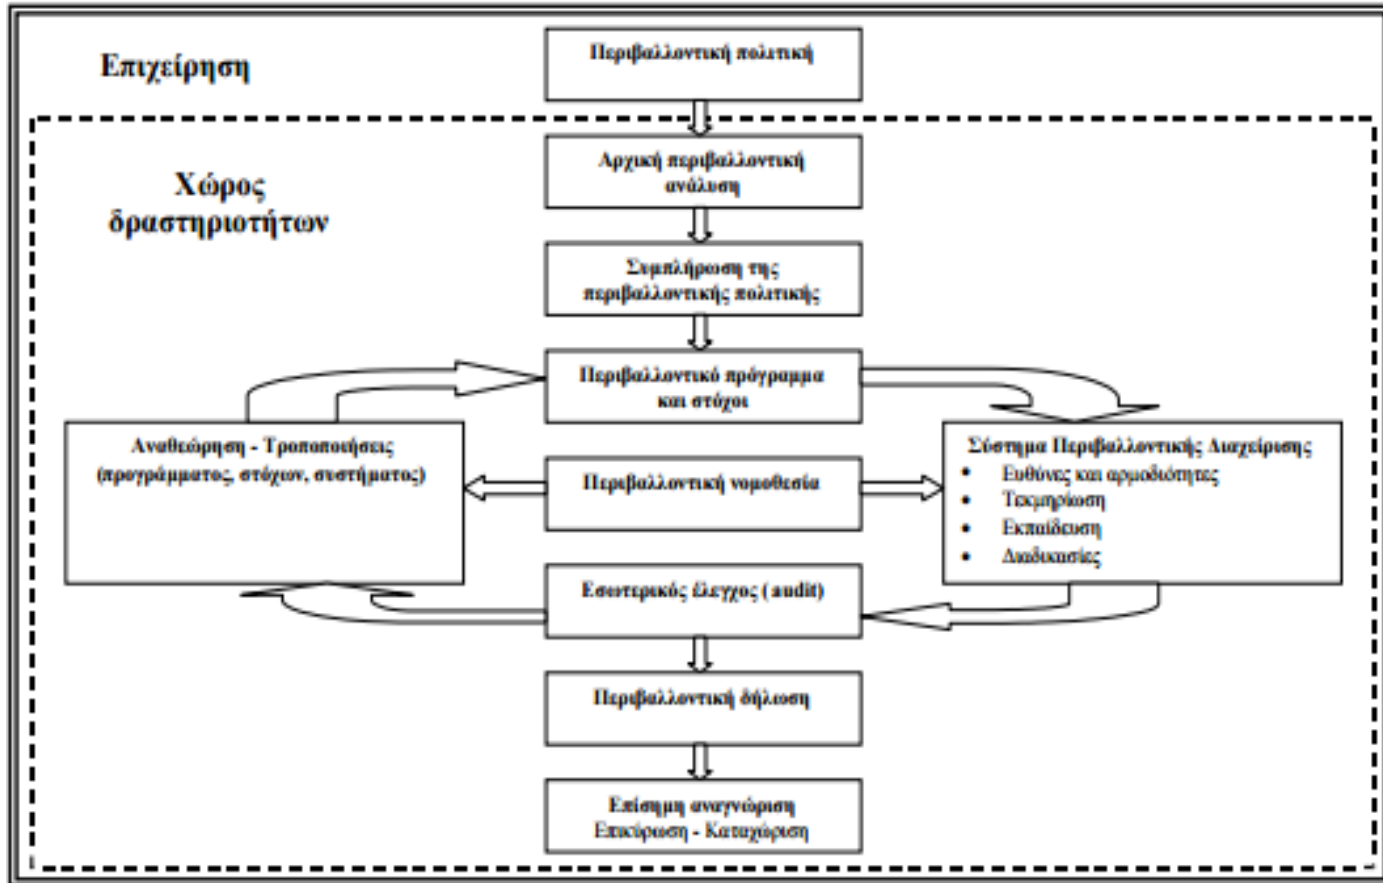 Επιχείρηση
Περιβαλλοντική πολιτική
Χώρος
δραστηριοτήτων
Αρχική περιβαλλοντική
ανάλυση
Συμπλήρωση της
περιβαλλοντικής πολιτικής
Περιβαλλοντικό πρόγραμμα
και στόχοι
Αναθεώρηση - Τροποποιήσεις
(προγράμματος, στόχων, συστήματος)
Περιβαλλοντική νομοθεσία
Σύστημα Περιβαλλοντικής Διαχείρισης
• Ευθύνες και αρμοδιότητες
• Τεκμηρίωση
• Εκπαίδευση
• Διαδικασίες
Εσωτερικός έλεγχος ( audit)
Περιβαλλοντική δήλωση
Επίσημη αναγνώριση
Επικύρωση - Καταχώριση